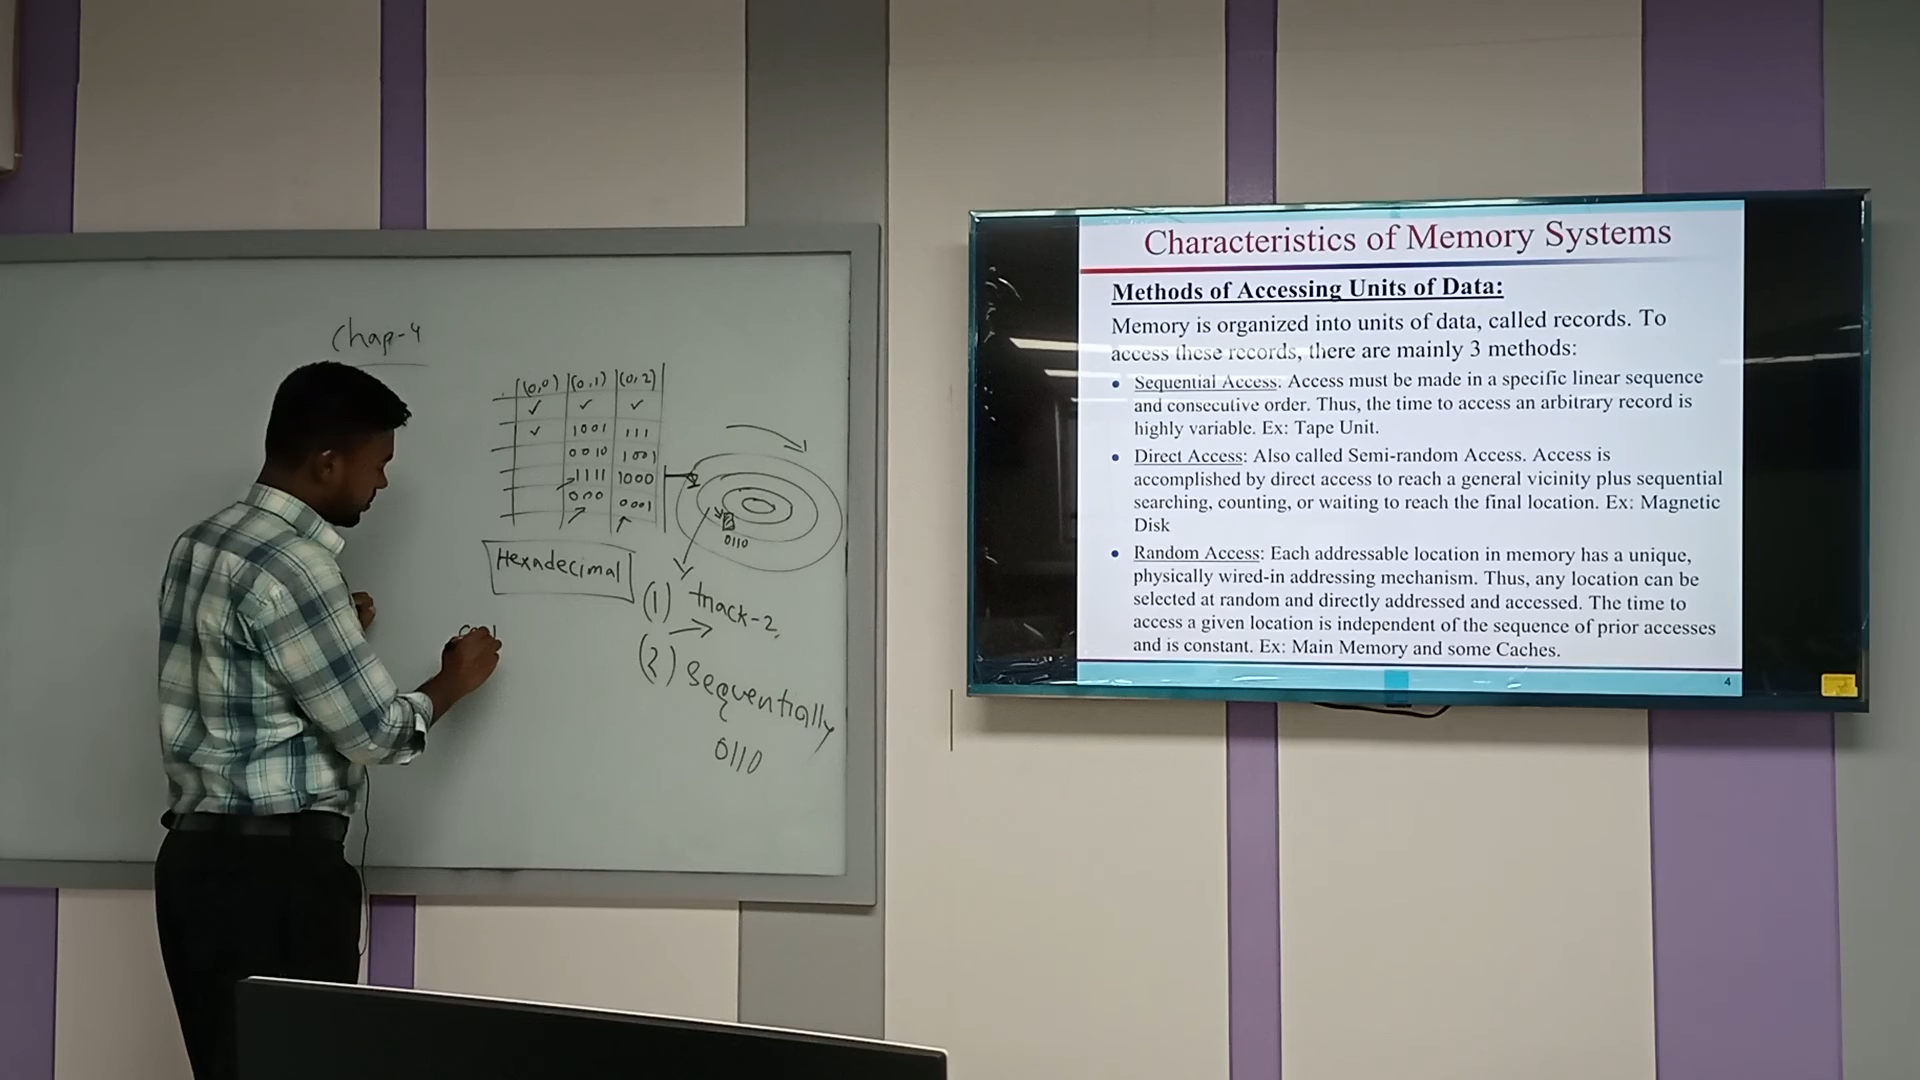 Chap-4
(0,0) (0,1) (0,2)
✓ ✓ ✓
✓ 1001 111
0010 1001
1111 1000
000 0001
0110
Hexadecimal
(1) track-2
(2) sequentially
0110
Characteristics of Memory Systems
Methods of Accessing Units of Data:
Memory is organized into units of data, called records. To
access these records, there are mainly 3 methods:
• Sequential Access: Access must be made in a specific linear sequence
and consecutive order. Thus, the time to access an arbitrary record is
highly variable. Ex: Tape Unit.
• Direct Access: Also called Semi-random Access. Access is
accomplished by direct access to reach a general vicinity plus sequential
searching, counting, or waiting to reach the final location. Ex: Magnetic
Disk
• Random Access: Each addressable location in memory has a unique,
physically wired-in addressing mechanism. Thus, any location can be
selected at random and directly addressed and accessed. The time to
access a given location is independent of the sequence of prior accesses
and is constant. Ex: Main Memory and some Caches.
4